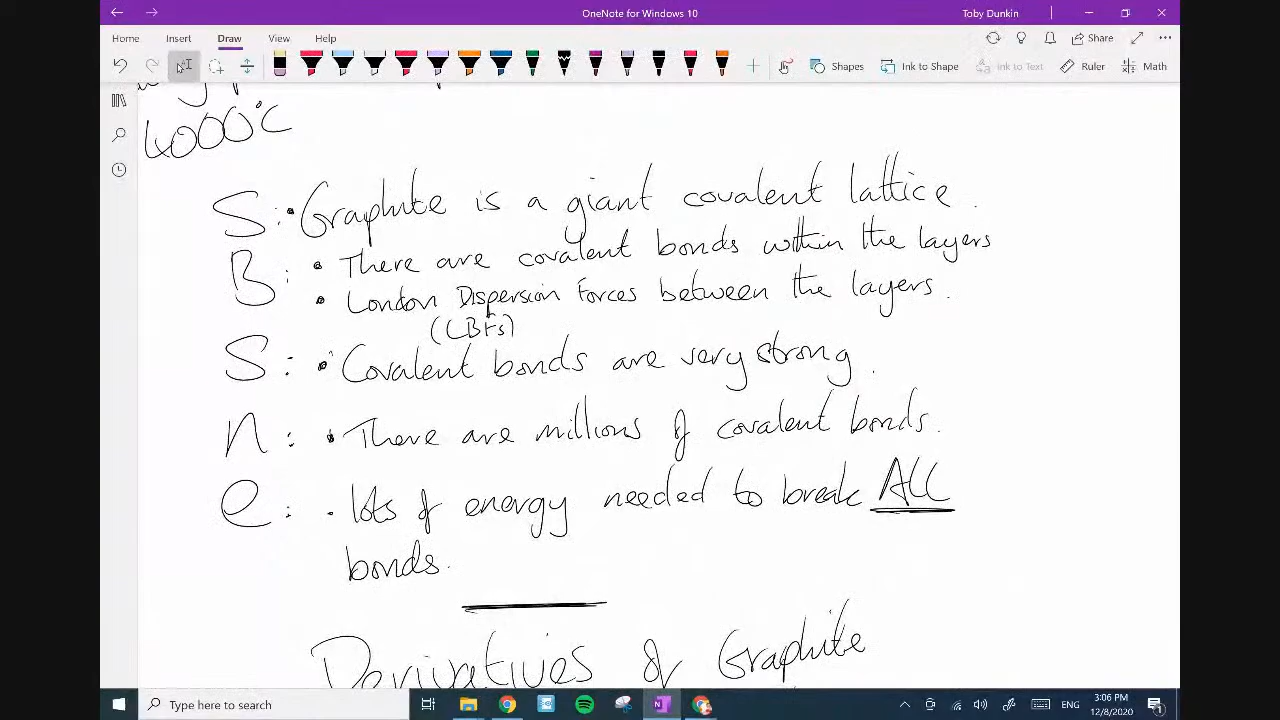 OneNote for Windows 10
Toby Dunkin
Home Insert Draw View Help
Share
Shapes Ink to Shape Ink to Text Ruler Math
4000°C
S: • Graphite is a giant covalent lattice.
B: • There are covalent bonds within the layers
• London Dispersion Forces between the layers.
(LDFs)
S: • Covalent bonds are very strong.
N: • There are millions of covalent bonds.
e: • lots of energy needed to break ALL
bonds.
Derivatives of Graphite
Type here to search
ENG
3:06 PM
12/8/2020
1